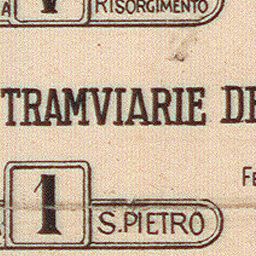 RISORGIMENTO
TRAMVIARIE DE
1
S.PIETRO